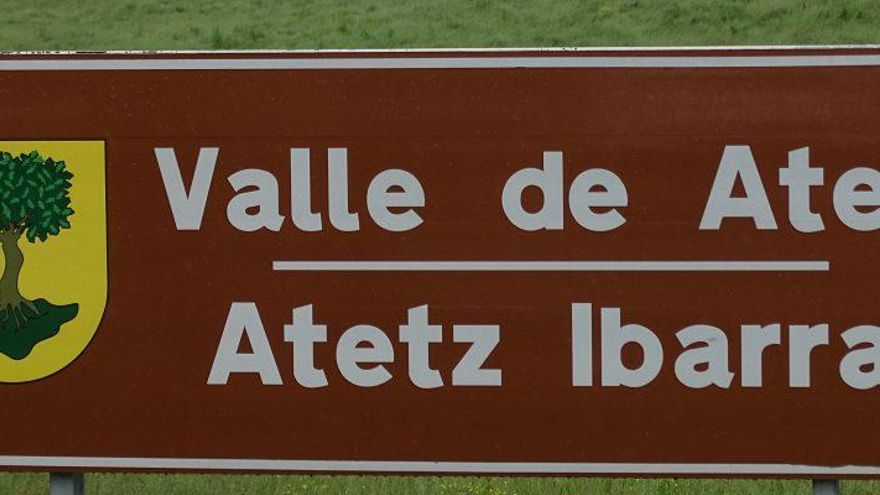 Valle de Ate
Atetz Ibarra